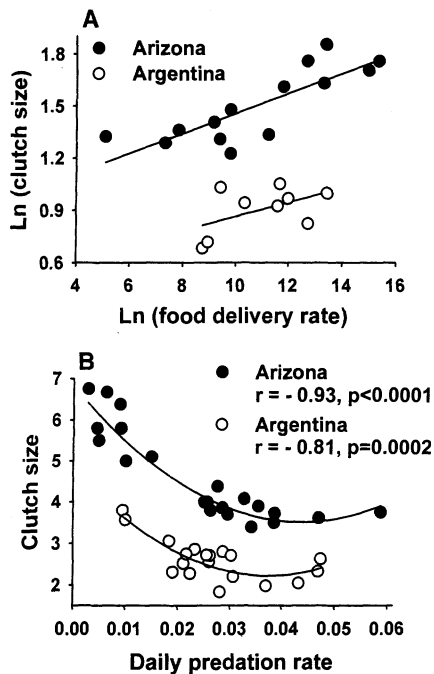 A
Arizona
Argentina
Ln (clutch size)
1.8
1.5
1.2
0.9
0.6
4 6 8 10 12 14 16
Ln (food delivery rate)
B
Arizona
r = - 0.93, p<0.0001
Argentina
r = - 0.81, p=0.0002
Clutch size
7
6
5
4
3
2
0.00 0.01 0.02 0.03 0.04 0.05 0.06
Daily predation rate